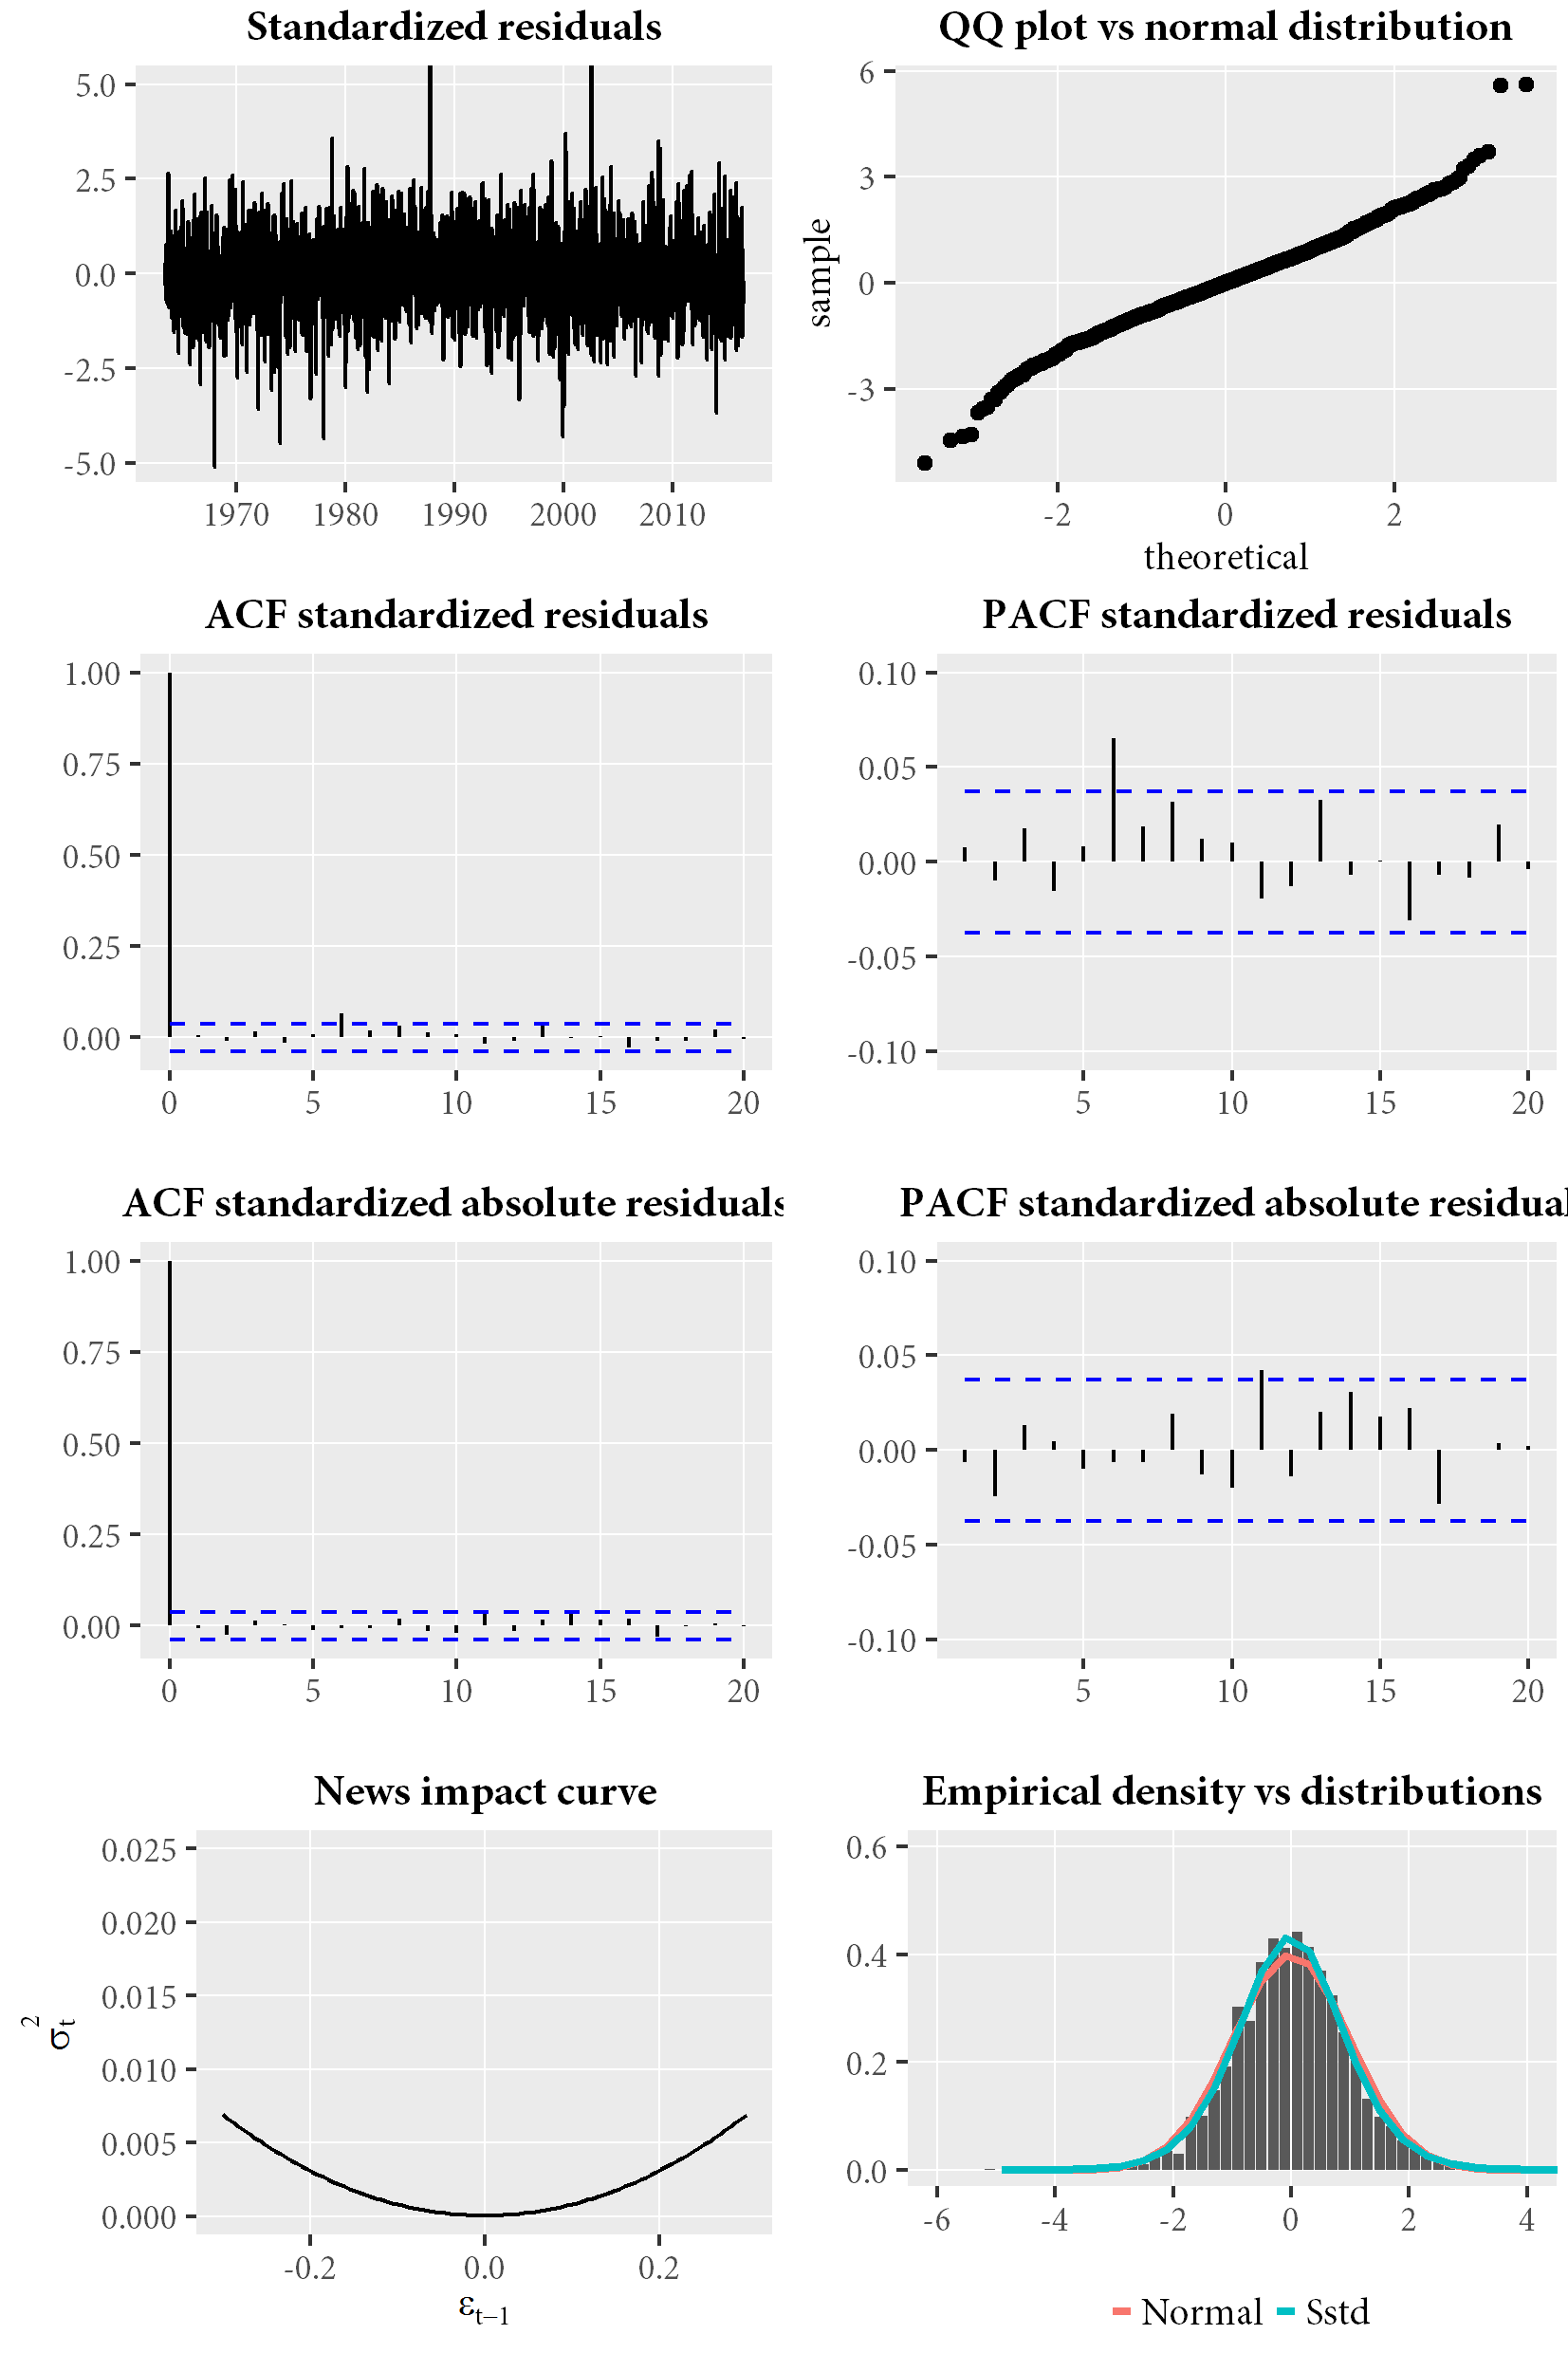 Standardized residuals
5.0
2.5
0.0
-2.5
-5.0
1970 1980 1990 2000 2010
QQ plot vs normal distribution
sample
6
3
0
-3
-2 0 2
theoretical
ACF standardized residuals
1.00
0.75
0.50
0.25
0.00
0 5 10 15 20
PACF standardized residuals
0.10
0.05
0.00
-0.05
-0.10
5 10 15 20
ACF standardized absolute residuals
1.00
0.75
0.50
0.25
0.00
0 5 10 15 20
PACF standardized absolute residual
0.10
0.05
0.00
-0.05
-0.10
5 10 15 20
News impact curve
σt 2
0.025
0.020
0.015
0.010
0.005
0.000
-0.2 0.0 0.2
εt−1
Empirical density vs distributions
0.6
0.4
0.2
0.0
-6 -4 -2 0 2 4
Normal Sstd